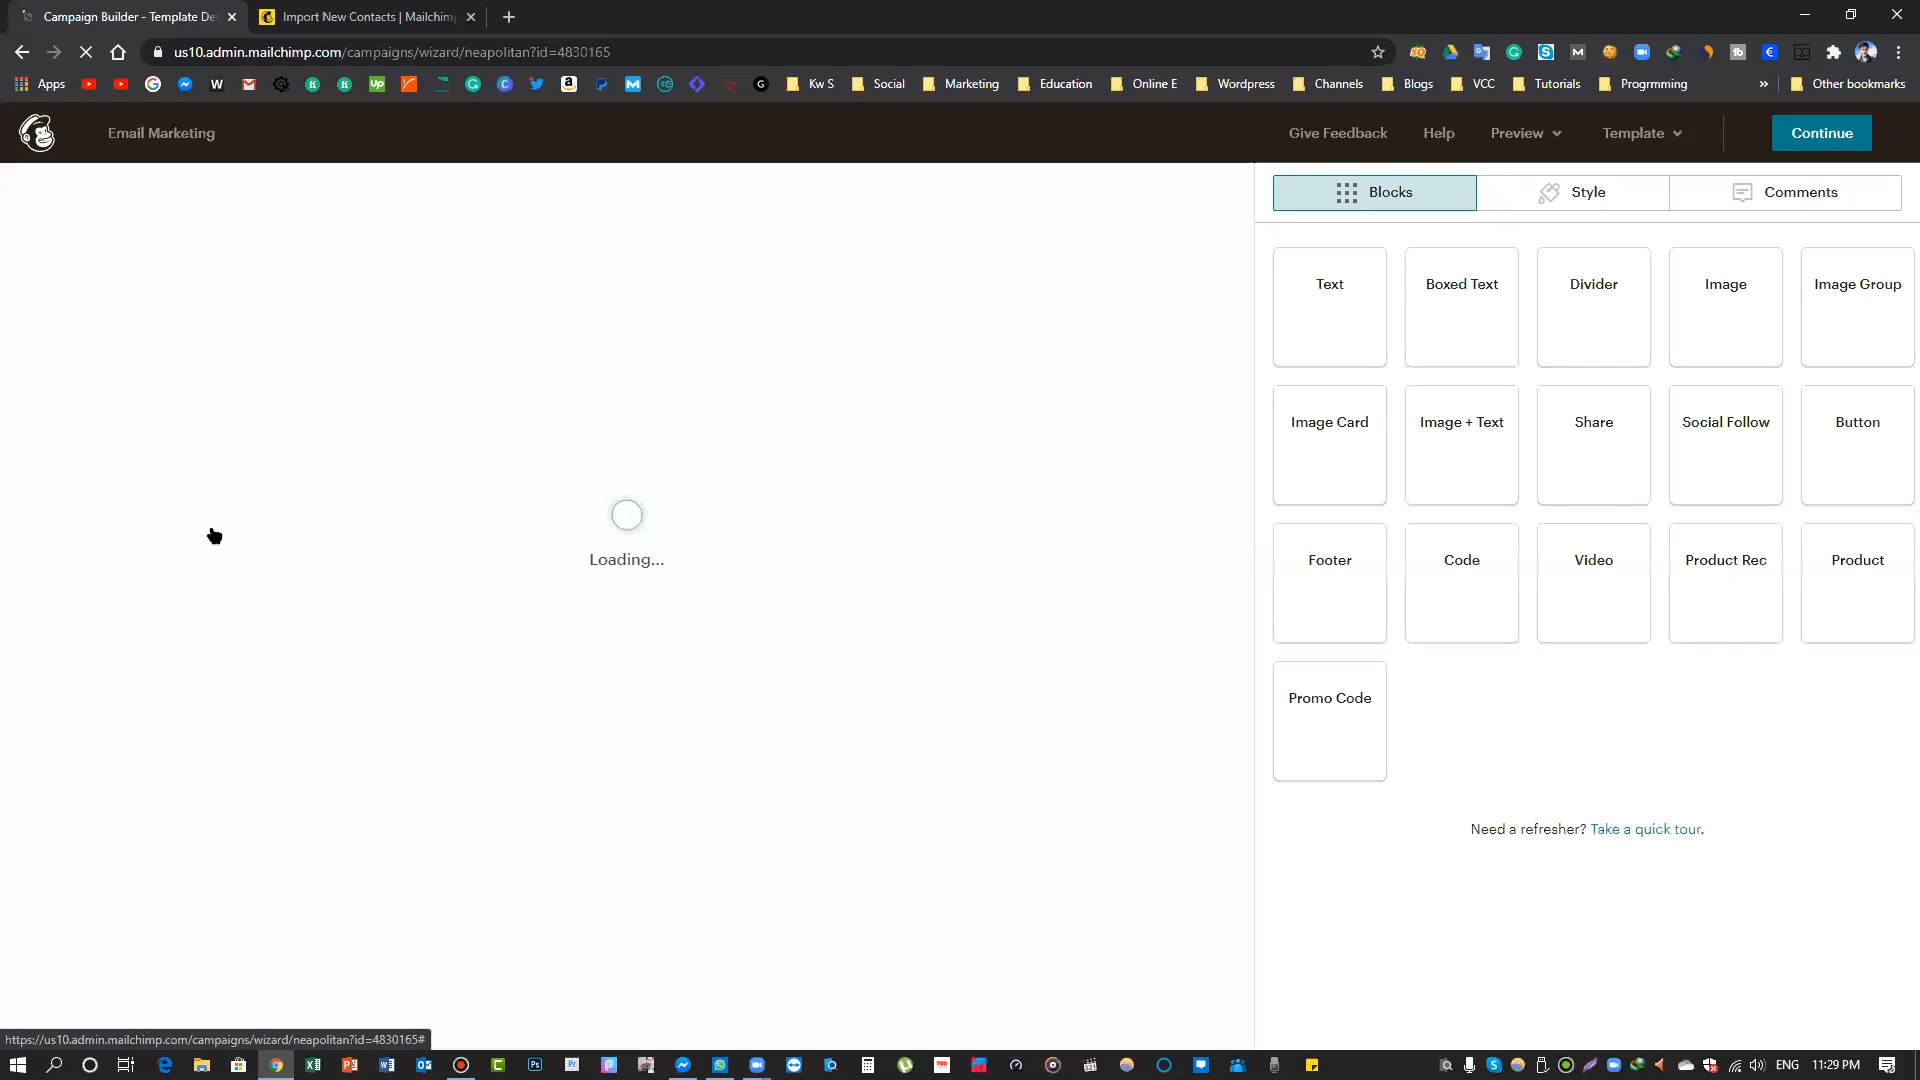 Campaign Builder - Template De
Import New Contacts | Mailchimp
us10.admin.mailchimp.com/campaigns/wizard/neapolitan?id=4830165
Apps
Kw S
Social
Marketing
Education
Online E
Wordpress
Channels
Blogs
VCC
Tutorials
Progrmming
Other bookmarks
Email Marketing
Give Feedback
Help
Preview
Template
Continue
Blocks
Style
Comments
Text
Boxed Text
Divider
Image
Image Group
Image Card
Image + Text
Share
Social Follow
Button
Loading...
Footer
Code
Video
Product Rec
Product
Promo Code
Need a refresher? Take a quick tour.
https://us10.admin.mailchimp.com/campaigns/wizard/neapolitan?id=4830165#
ENG
11:29 PM